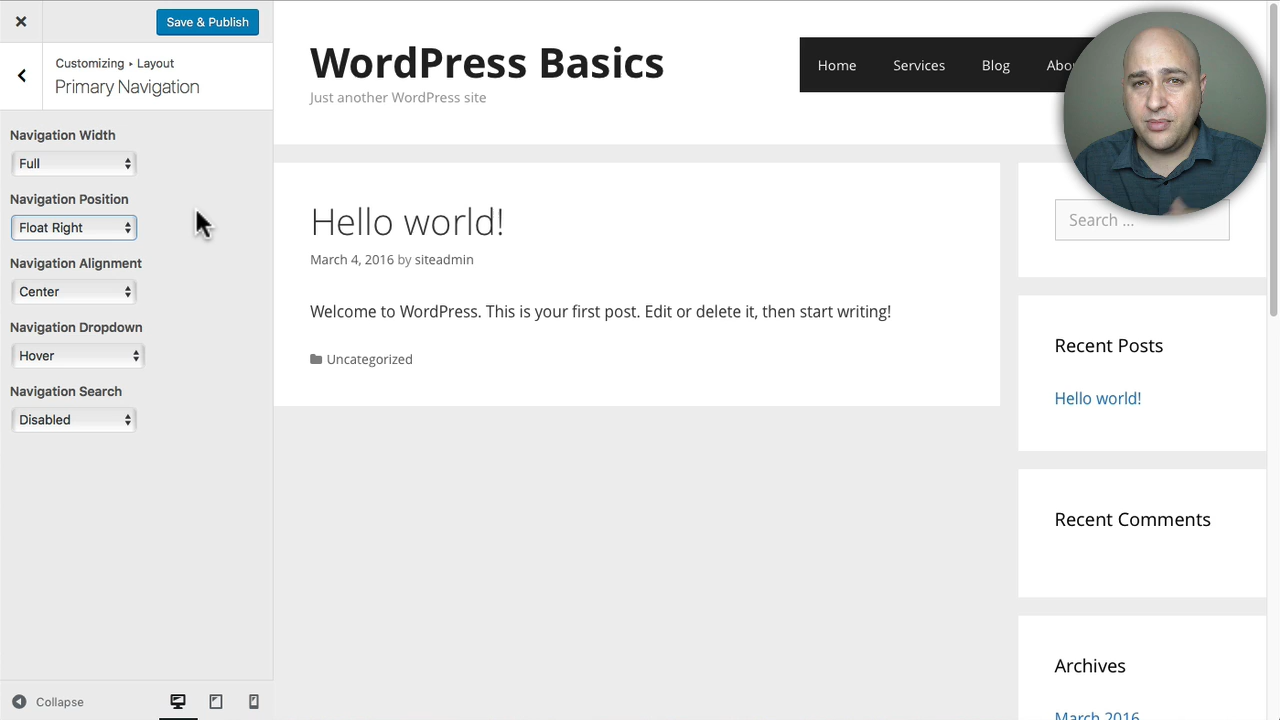 Save & Publish
Customizing ▸ Layout
Primary Navigation
Navigation Width
Full
Navigation Position
Float Right
Navigation Alignment
Center
Navigation Dropdown
Hover
Navigation Search
Disabled
Collapse
WordPress Basics
Just another WordPress site
Home Services Blog
Hello world!
March 4, 2016 by siteadmin
Welcome to WordPress. This is your first post. Edit or delete it, then start writing!
Uncategorized
Search ...
Recent Posts
Hello world!
Recent Comments
Archives
March 2016